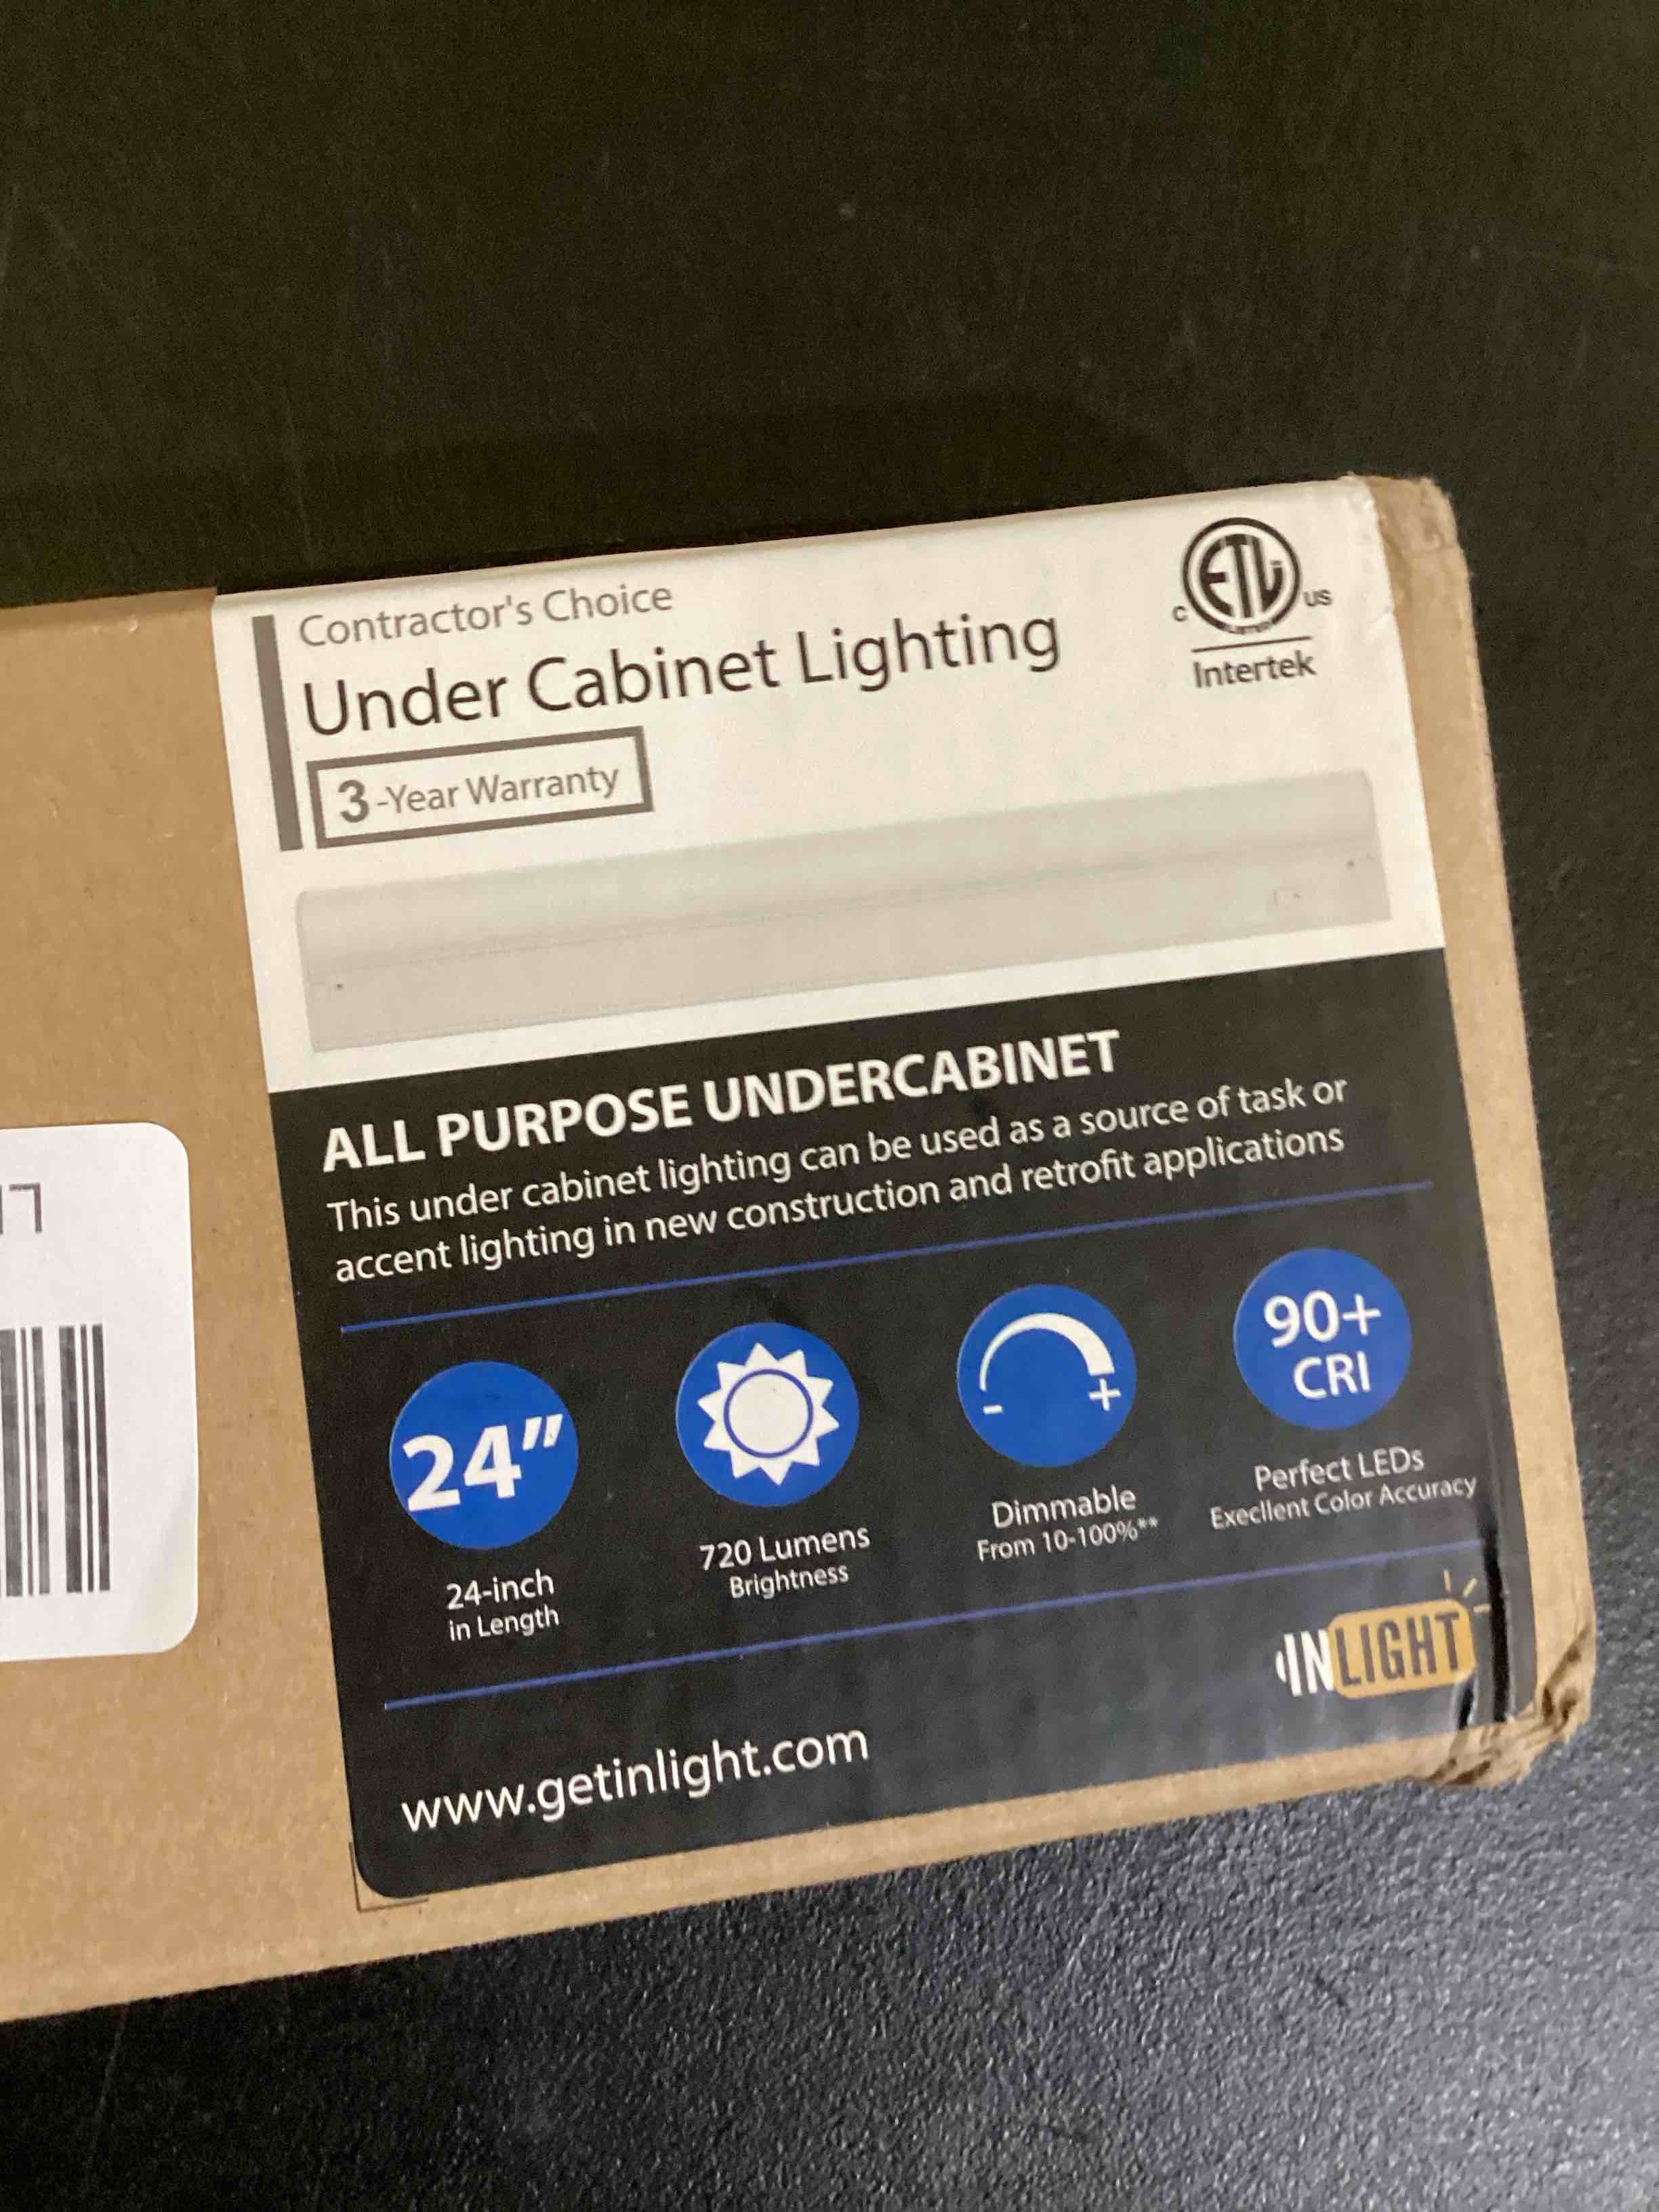 Contractor's Choice
Under Cabinet Lighting
3-Year Warranty
C ETL US
Intertek
ALL PURPOSE UNDERCABINET
This under cabinet lighting can be used as a source of task or
accent lighting in new construction and retrofit applications
24"
24-inch
in Length
720 Lumens
Brightness
- +
Dimmable
From 10-100%**
90+
CRI
Perfect LEDs
Execllent Color Accuracy
INLIGHT
www.getinlight.com